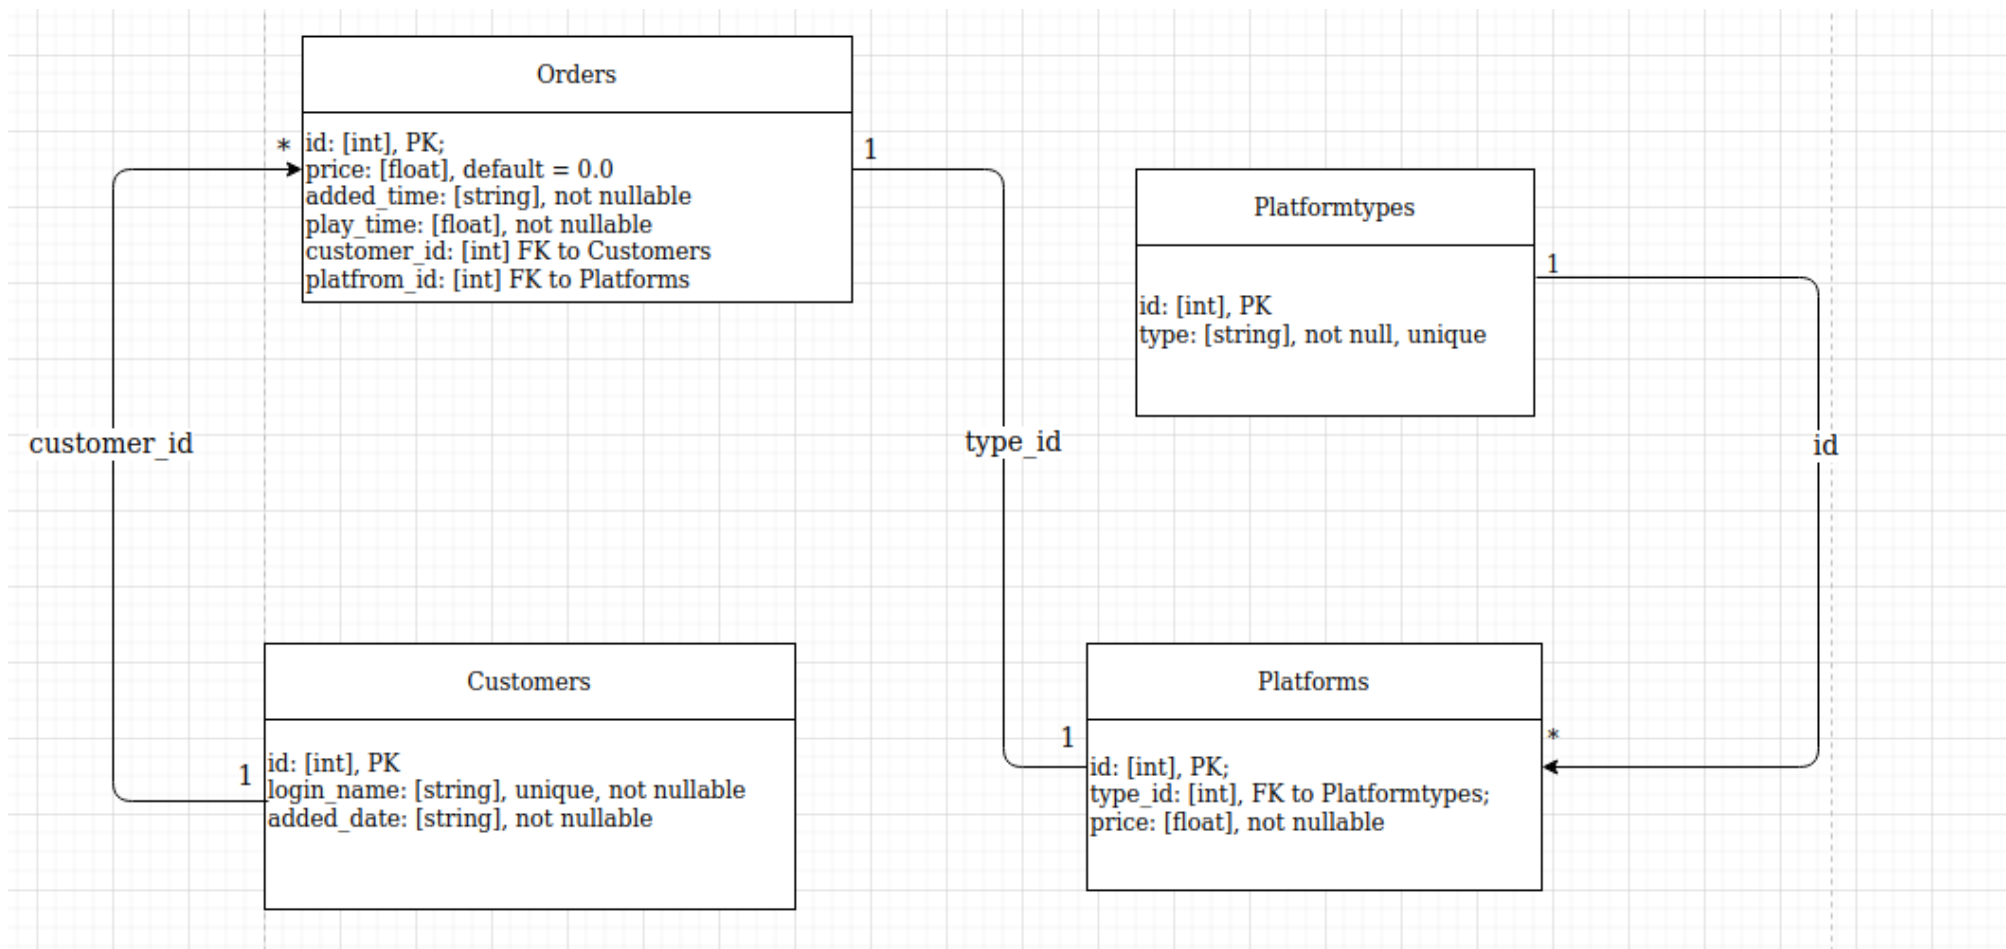 Orders
*
id: [int], PK;
price: [float], default = 0.0
added_time: [string], not nullable
play_time: [float], not nullable
customer_id: [int] FK to Customers
platfrom_id: [int] FK to Platforms
1
Platformtypes
1
id: [int], PK
type: [string], not null, unique
customer_id
type_id
id
Customers
1
id: [int], PK
login_name: [string], unique, not nullable
added_date: [string], not nullable
Platforms
1
*
id: [int], PK;
type_id: [int], FK to Platformtypes;
price: [float], not nullable